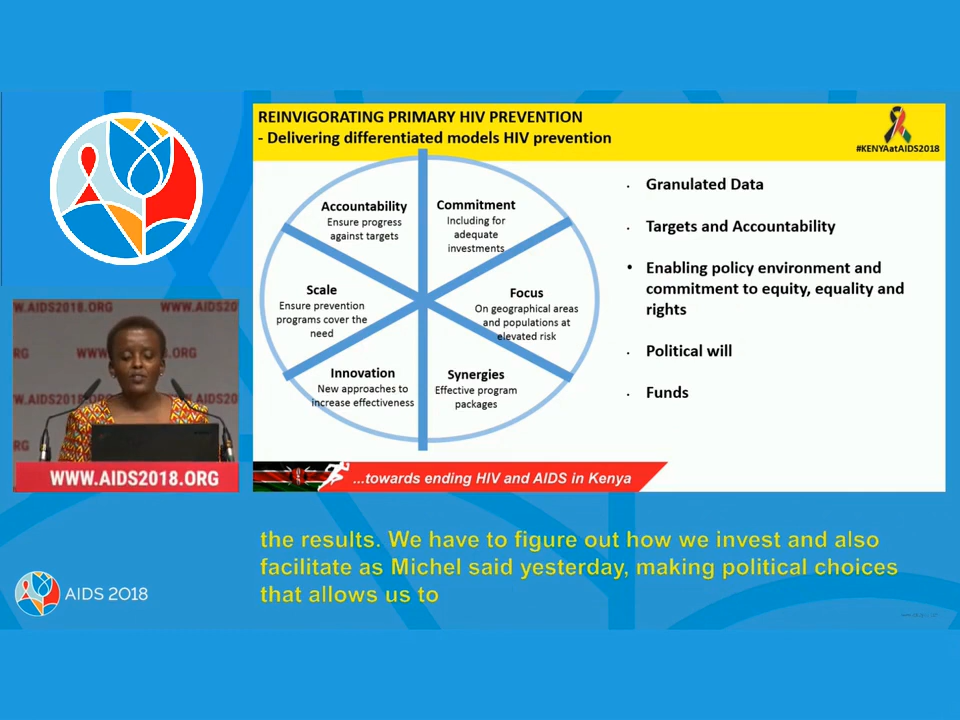 REINVIGORATING PRIMARY HIV PREVENTION
- Delivering differentiated models HIV prevention
#KENYAatAIDS2018
Accountability
Ensure progress
against targets
Commitment
Including for
adequate
investments
Scale
Ensure prevention
programs cover the
need
Focus
On geographical areas
and populations at
elevated risk
Innovation
New approaches to
increase effectiveness
Synergies
Effective program
packages
· Granulated Data
· Targets and Accountability
• Enabling policy environment and
commitment to equity, equality and
rights
· Political will
· Funds
...towards ending HIV and AIDS in Kenya
W.AIDS2018.ORG
WWW.AIDS20
RG
WWW.
.ORG
W.AIDS20
WWW.AIDS2018.ORG
the results. We have to figure out how we invest and also
facilitate as Michel said yesterday, making political choices
that allows us to
AIDS 2018